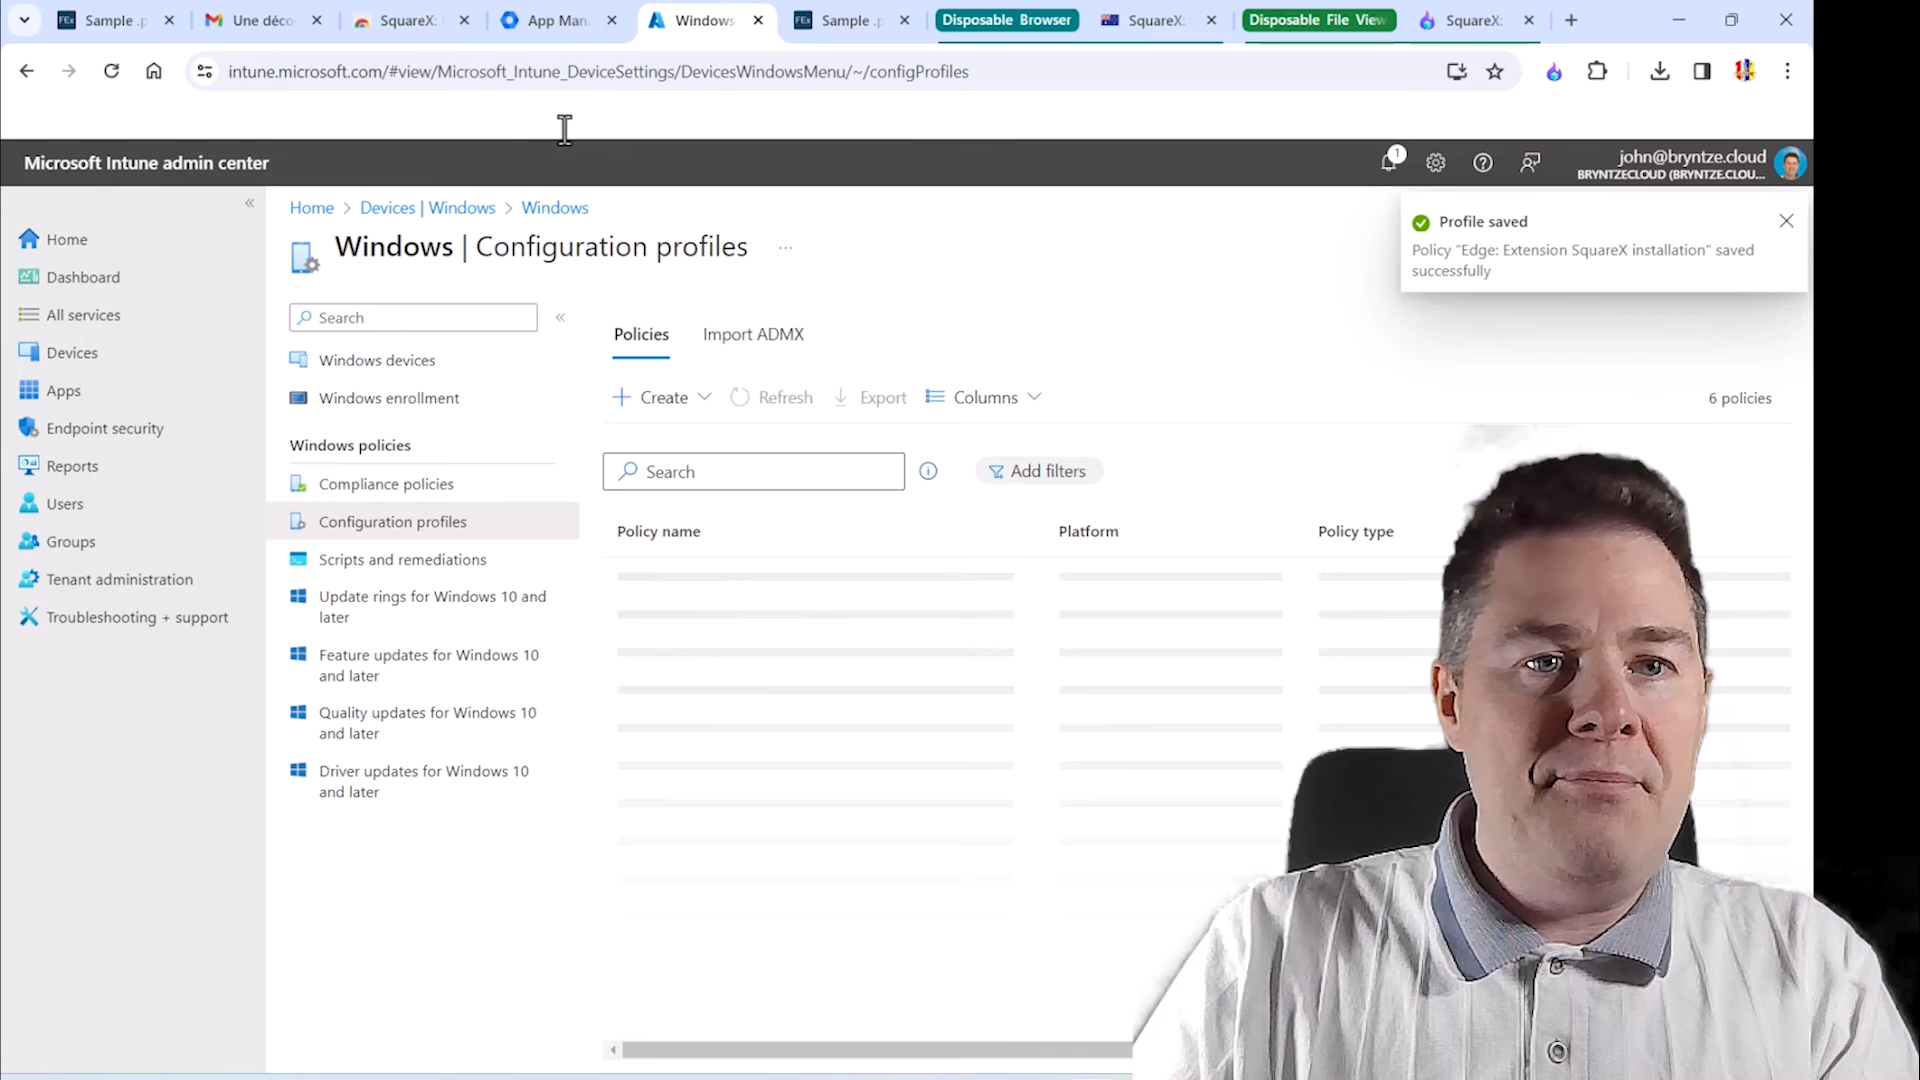 FEx Sample .p
Une déco
SquareX:
App Man
Windows
FEx Sample .p
Disposable Browser
SquareX:
Disposable File View
SquareX:
intune.microsoft.com/#view/Microsoft_Intune_DeviceSettings/DevicesWindowsMenu/~/configProfiles
Microsoft Intune admin center
1
john@bryntze.cloud
BRYNTZECLOUD (BRYNTZE.CLOU...
Home > Devices | Windows > Windows
Windows | Configuration profiles
...
Profile saved
Policy "Edge: Extension SquareX installation" saved
successfully
Home
Dashboard
All services
Devices
Apps
Endpoint security
Reports
Users
Groups
Tenant administration
Troubleshooting + support
Search
Windows devices
Windows enrollment
Windows policies
Compliance policies
Configuration profiles
Scripts and remediations
Update rings for Windows 10 and
later
Feature updates for Windows 10
and later
Quality updates for Windows 10
and later
Driver updates for Windows 10
and later
Policies
Import ADMX
Create
Refresh
Export
Columns
6 policies
Search
Add filters
Policy name
Platform
Policy type